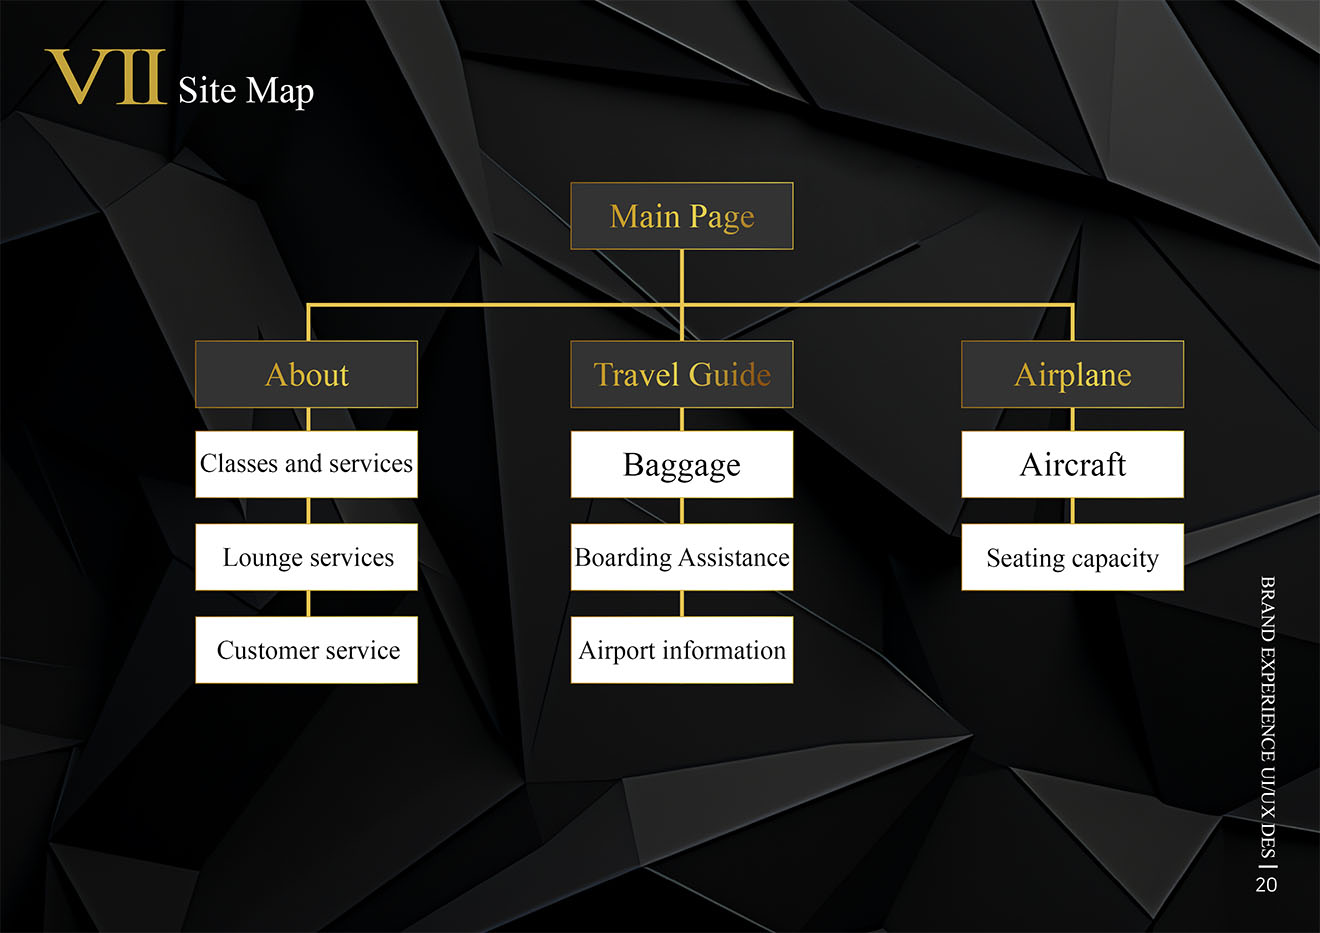 VII Site Map
Main Page
About
Classes and services
Lounge services
Customer service
Travel Guide
Baggage
Boarding Assistance
Airport information
Airplane
Aircraft
Seating capacity
BRAND EXPERIENCE UI/UX DES
20